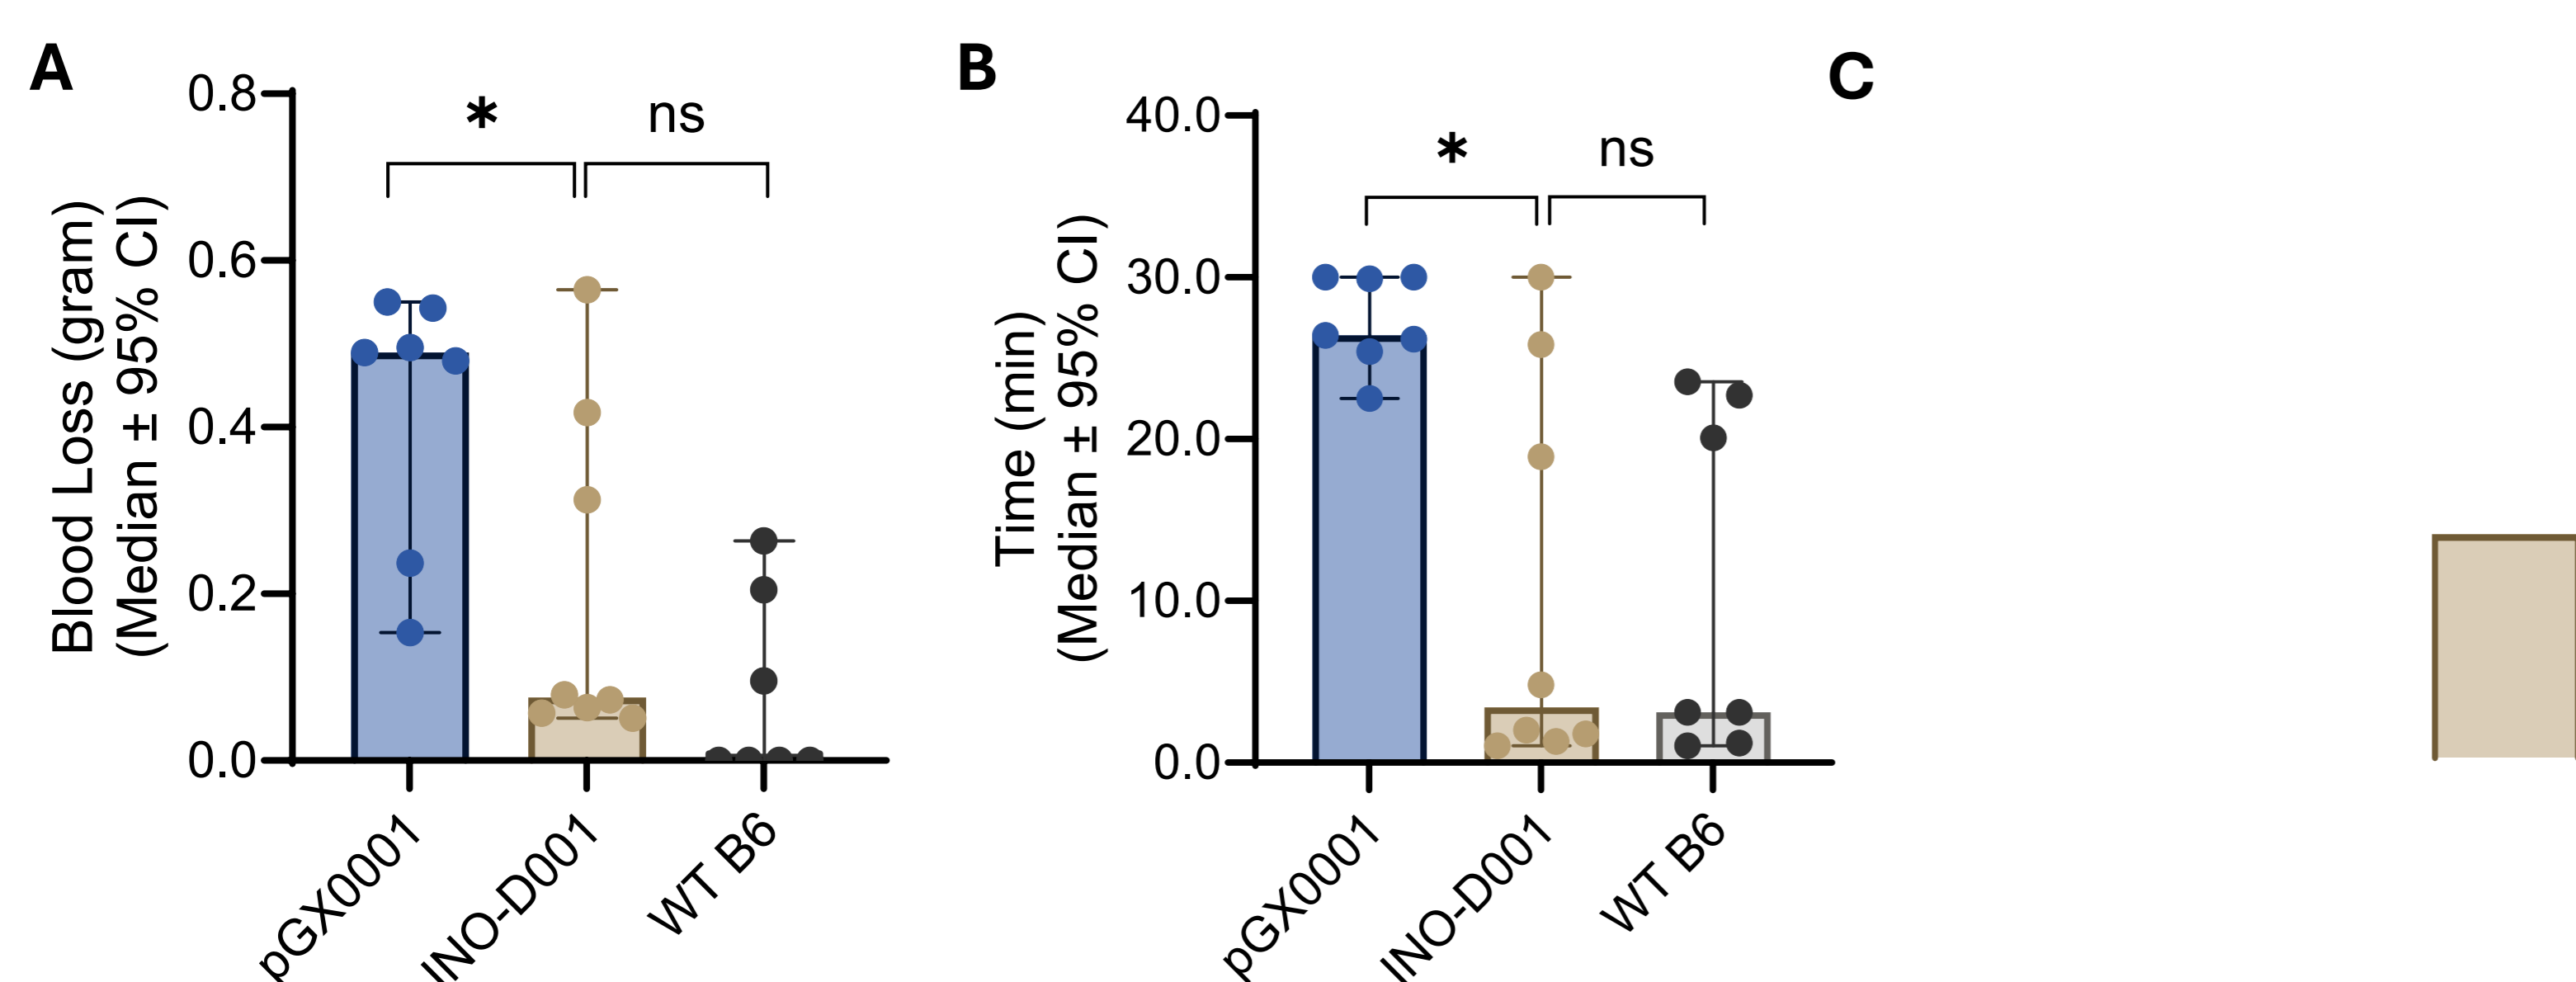 A
0.8
0.6
0.4
0.2
0.0
Blood Loss (gram)
(Median ± 95% CI)
*
ns
pGX0001
INO-D001
WT B6
B
40.0
30.0
20.0
10.0
0.0
Time (min)
(Median ± 95% CI)
*
ns
pGX0001
INO-D001
WT B6
C